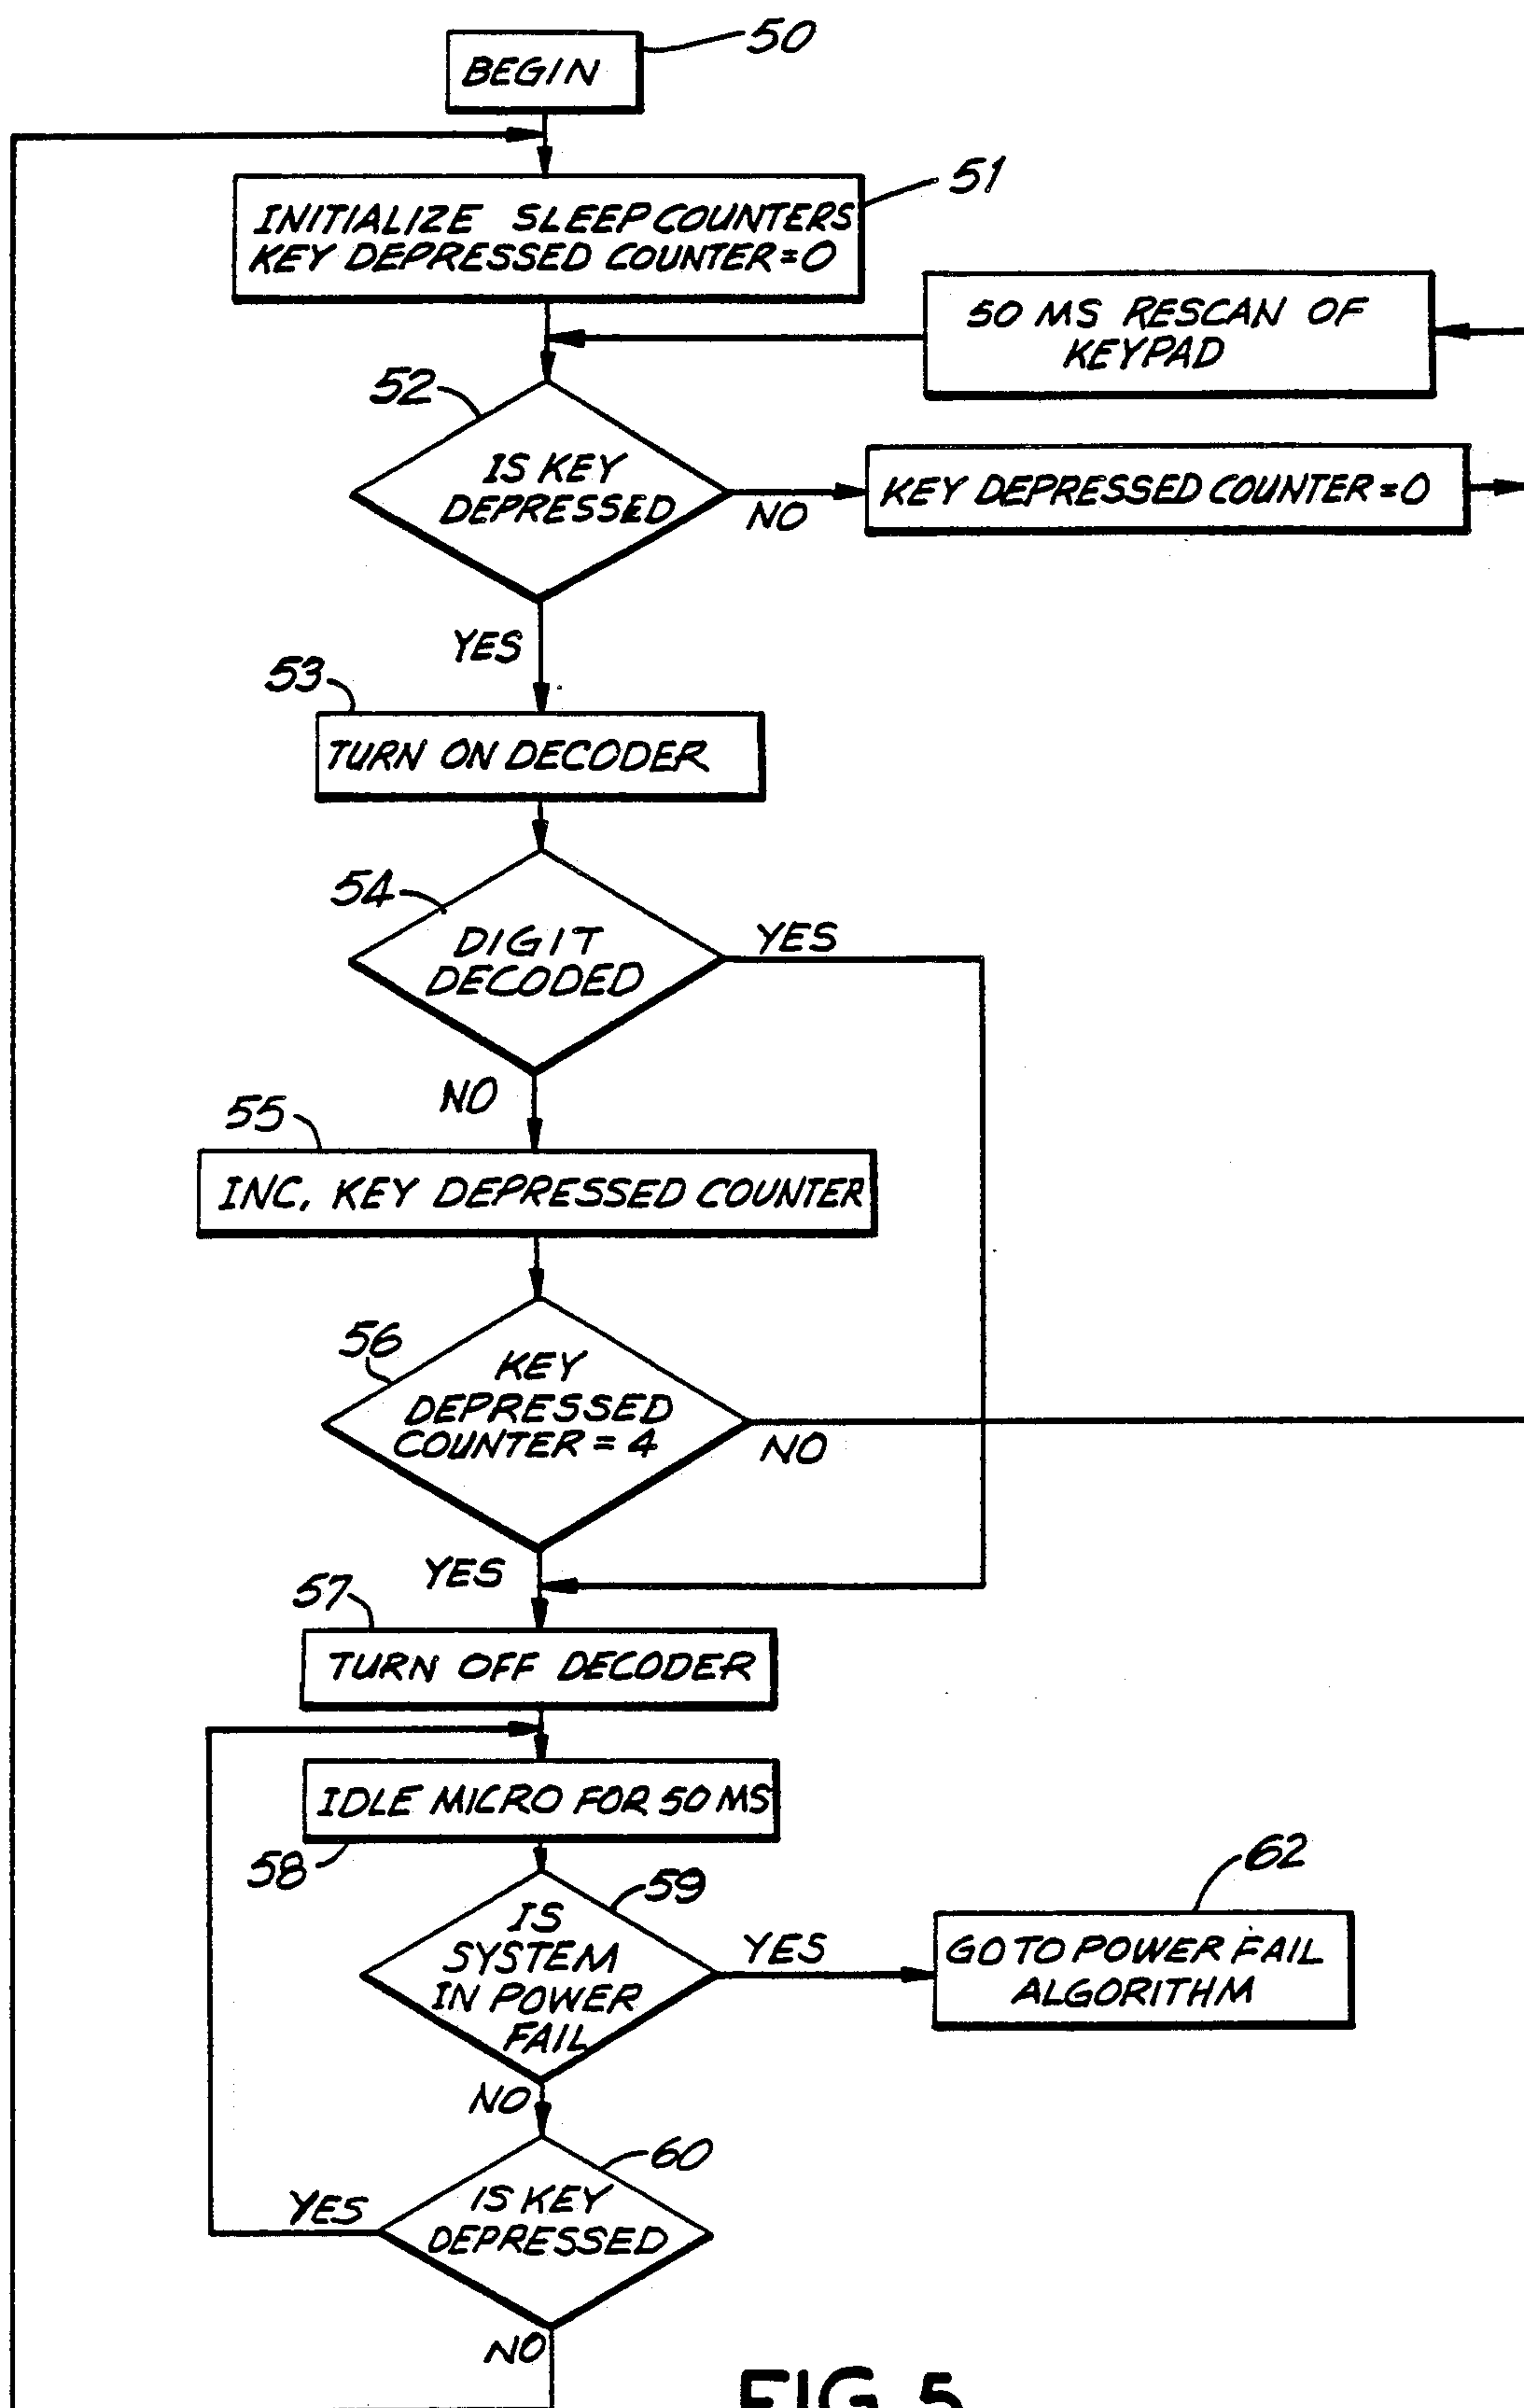 BEGIN
50
INITIALIZE SLEEP COUNTERS
KEY DEPRESSED COUNTER=0
51
50 MS RESCAN OF
KEYPAD
52
IS KEY
DEPRESSED
NO
KEY DEPRESSED COUNTER=0
YES
53
TURN ON DECODER
54
DIGIT
DECODED
YES
NO
55
INC. KEY DEPRESSED COUNTER
56
KEY
DEPRESSED
COUNTER = 4
NO
YES
57
TURN OFF DECODER
IDLE MICRO FOR 50 MS
58
59
IS
SYSTEM
IN POWER
FAIL
YES
62
GO TO POWER FAIL
ALGORITHM
NO
60
IS KEY
DEPRESSED
YES
NO
FIG. 5